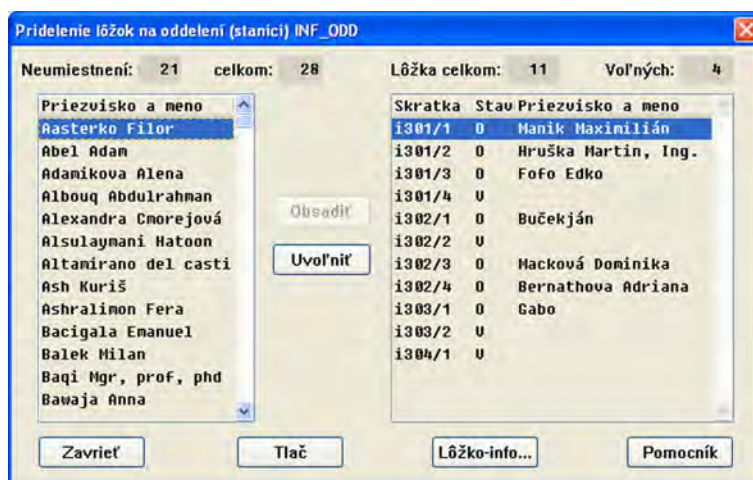 Pridelenie lôžok na oddelení (stanici) INF_ODD
Neumiestnení: 21 celkom: 28 Lôžka celkom: 11 Voľných: 4
Priezvisko a meno
Aasterko Filor
Abel Adam
Adamikova Alena
Albouq Abdulrahman
Alexandra Cmorejová
Alsulaymani Hatoon
Altamirano del casti
Ash Kuriš
Ashralimon Fera
Bacigala Emanuel
Balek Milan
Baqi Mgr, prof, phd
Bawaja Anna
Obsadiť
Uvoľniť
Skratka Stav Priezvisko a meno
i301/1 O Manik Maximilián
i301/2 O Hruška Martin, Ing.
i301/3 O Fofo Edko
i301/4 V
i302/1 O Bučekján
i302/2 V
i302/3 O Macková Dominika
i302/4 O Bernathova Adriana
i303/1 O Gabo
i303/2 V
i304/1 V
Zavrieť Tlač Lôžko-info... Pomocník